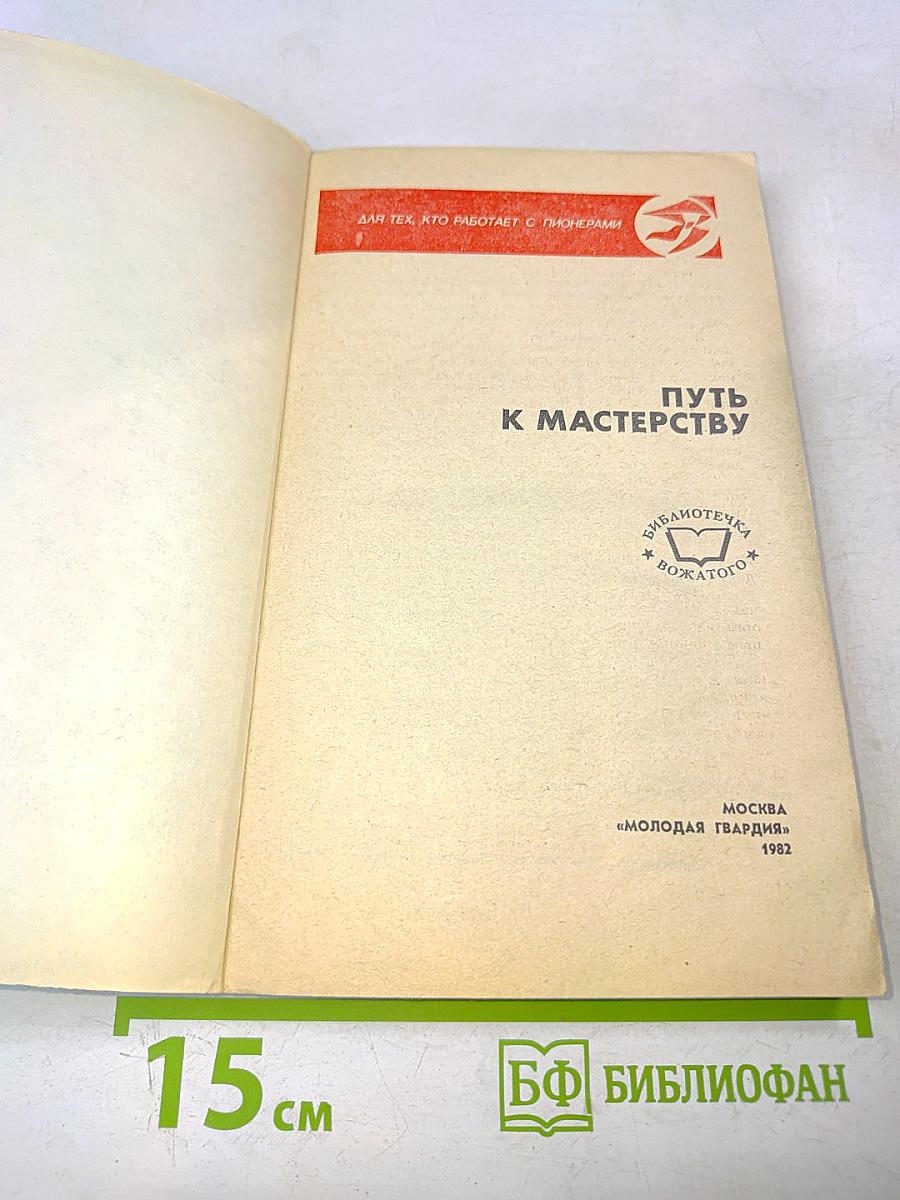 ДЛЯ ТЕХ, КТО РАБОТАЕТ С ПИОНЕРАМИ
ПУТЬ
К МАСТЕРСТВУ
БИБЛИОТЕЧКА
ВОЖАТОГО
МОСКВА
«МОЛОДАЯ ГВАРДИЯ»
1982
15 см
БФ БИБЛИОФАН